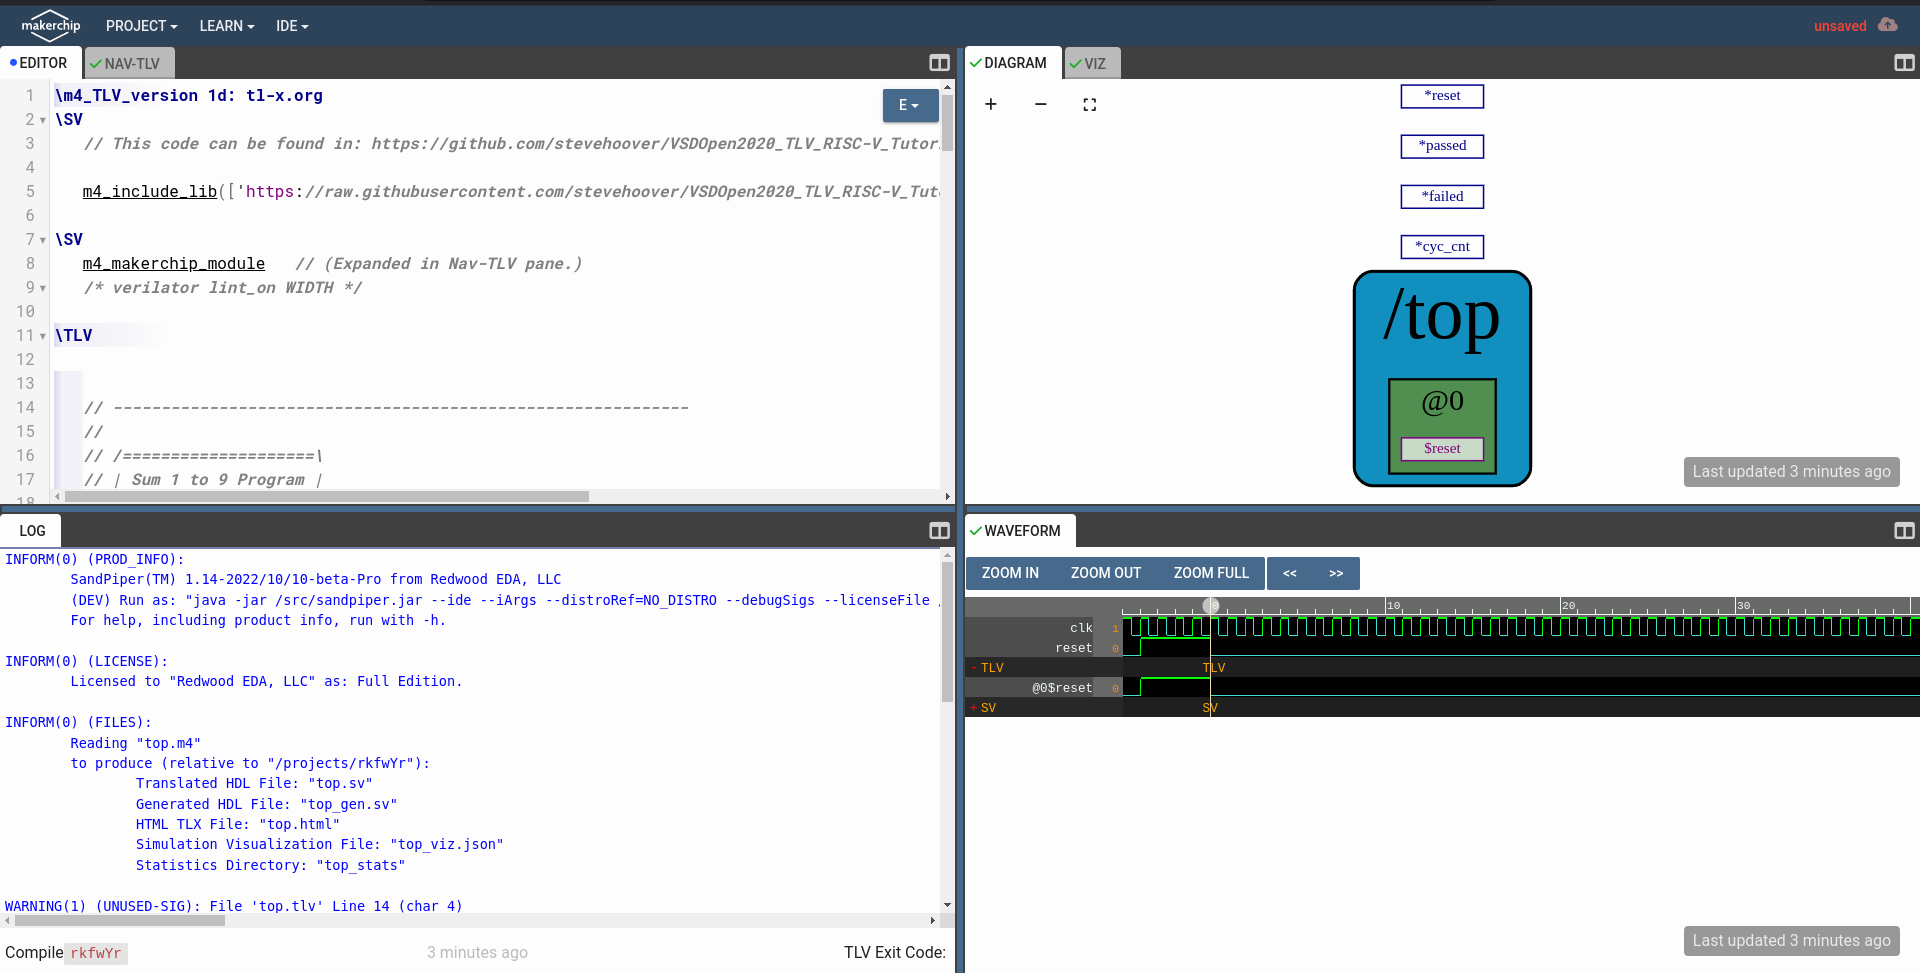 makerchip
PROJECT
LEARN
IDE
unsaved
EDITOR
NAV-TLV
E
1 \m4_TLV_version 1d: tl-x.org
2 \SV
3 // This code can be found in: https://github.com/stevehoover/VSDOpen2020_TLV_RISC-V_Tutor
4
5 m4_include_lib(['https://raw.githubusercontent.com/stevehoover/VSDOpen2020_TLV_RISC-V_Tut
6
7 \SV
8 m4_makerchip_module // (Expanded in Nav-TLV pane.)
9 /* verilator lint_on WIDTH */
10
11 \TLV
12
13
14 // ------------------------------------------------------------
15 //
16 // /====================\
17 // | Sum 1 to 9 Program |
18
DIAGRAM
VIZ
+ −
*reset
*passed
*failed
*cyc_cnt
/top
@0
$reset
Last updated 3 minutes ago
LOG
INFORM(0) (PROD_INFO):
SandPiper(TM) 1.14-2022/10/10-beta-Pro from Redwood EDA, LLC
(DEV) Run as: "java -jar /src/sandpiper.jar --ide --iArgs --distroRef=NO_DISTRO --debugSigs --licenseFile
For help, including product info, run with -h.
INFORM(0) (LICENSE):
Licensed to "Redwood EDA, LLC" as: Full Edition.
INFORM(0) (FILES):
Reading "top.m4"
to produce (relative to "/projects/rkfwYr"):
Translated HDL File: "top.sv"
Generated HDL File: "top_gen.sv"
HTML TLX File: "top.html"
Simulation Visualization File: "top_viz.json"
Statistics Directory: "top_stats"
WARNING(1) (UNUSED-SIG): File 'top.tlv' Line 14 (char 4)
Compile rkfwYr
3 minutes ago
TLV Exit Code:
WAVEFORM
ZOOM IN
ZOOM OUT
ZOOM FULL
<<
>>
0 10 20 30
clk 1
reset 0
- TLV TLV
@0$reset 0
+ SV SV
Last updated 3 minutes ago